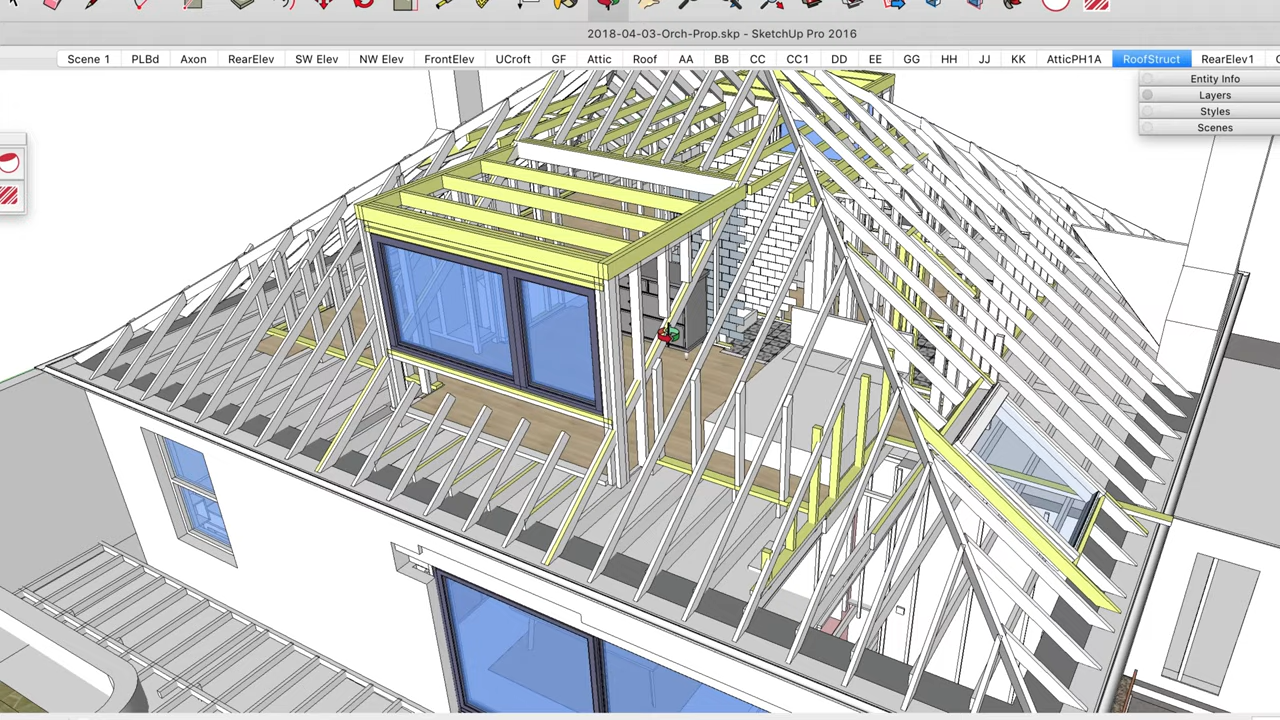 2018-04-03-Orch-Prop.skp - SketchUp Pro 2016
Scene 1 PLBd Axon RearElev SW Elev NW Elev FrontElev UCroft GF Attic Roof AA BB CC CC1 DD EE GG HH JJ KK AtticPH1A RoofStruct RearElev1
Entity Info
Layers
Styles
Scenes